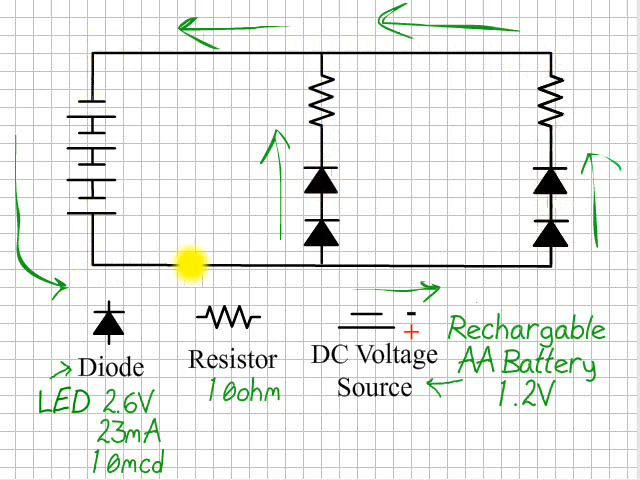 Diode
LED 2.6V
23mA
10mcd
Resistor
10ohm
-
+
DC Voltage
Source
Rechargable
AA Battery
1.2V